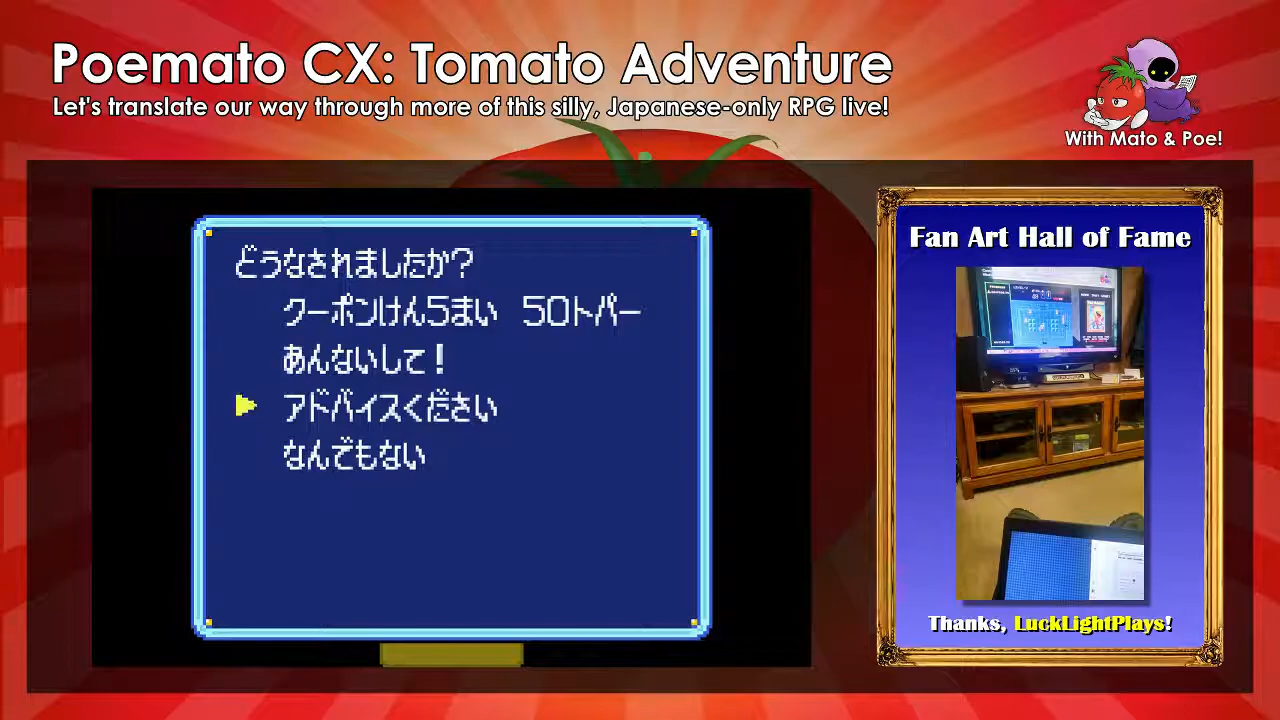 Poemato CX: Tomato Adventure
Let's translate our way through more of this silly, Japanese-only RPG live!
With Mato & Poe!
どうなされましたか?
クーポンけん5まい 50トパー
あんないして!
アドバイスください
なんでもない
Fan Art Hall of Fame
Thanks, LuckLightPlays!